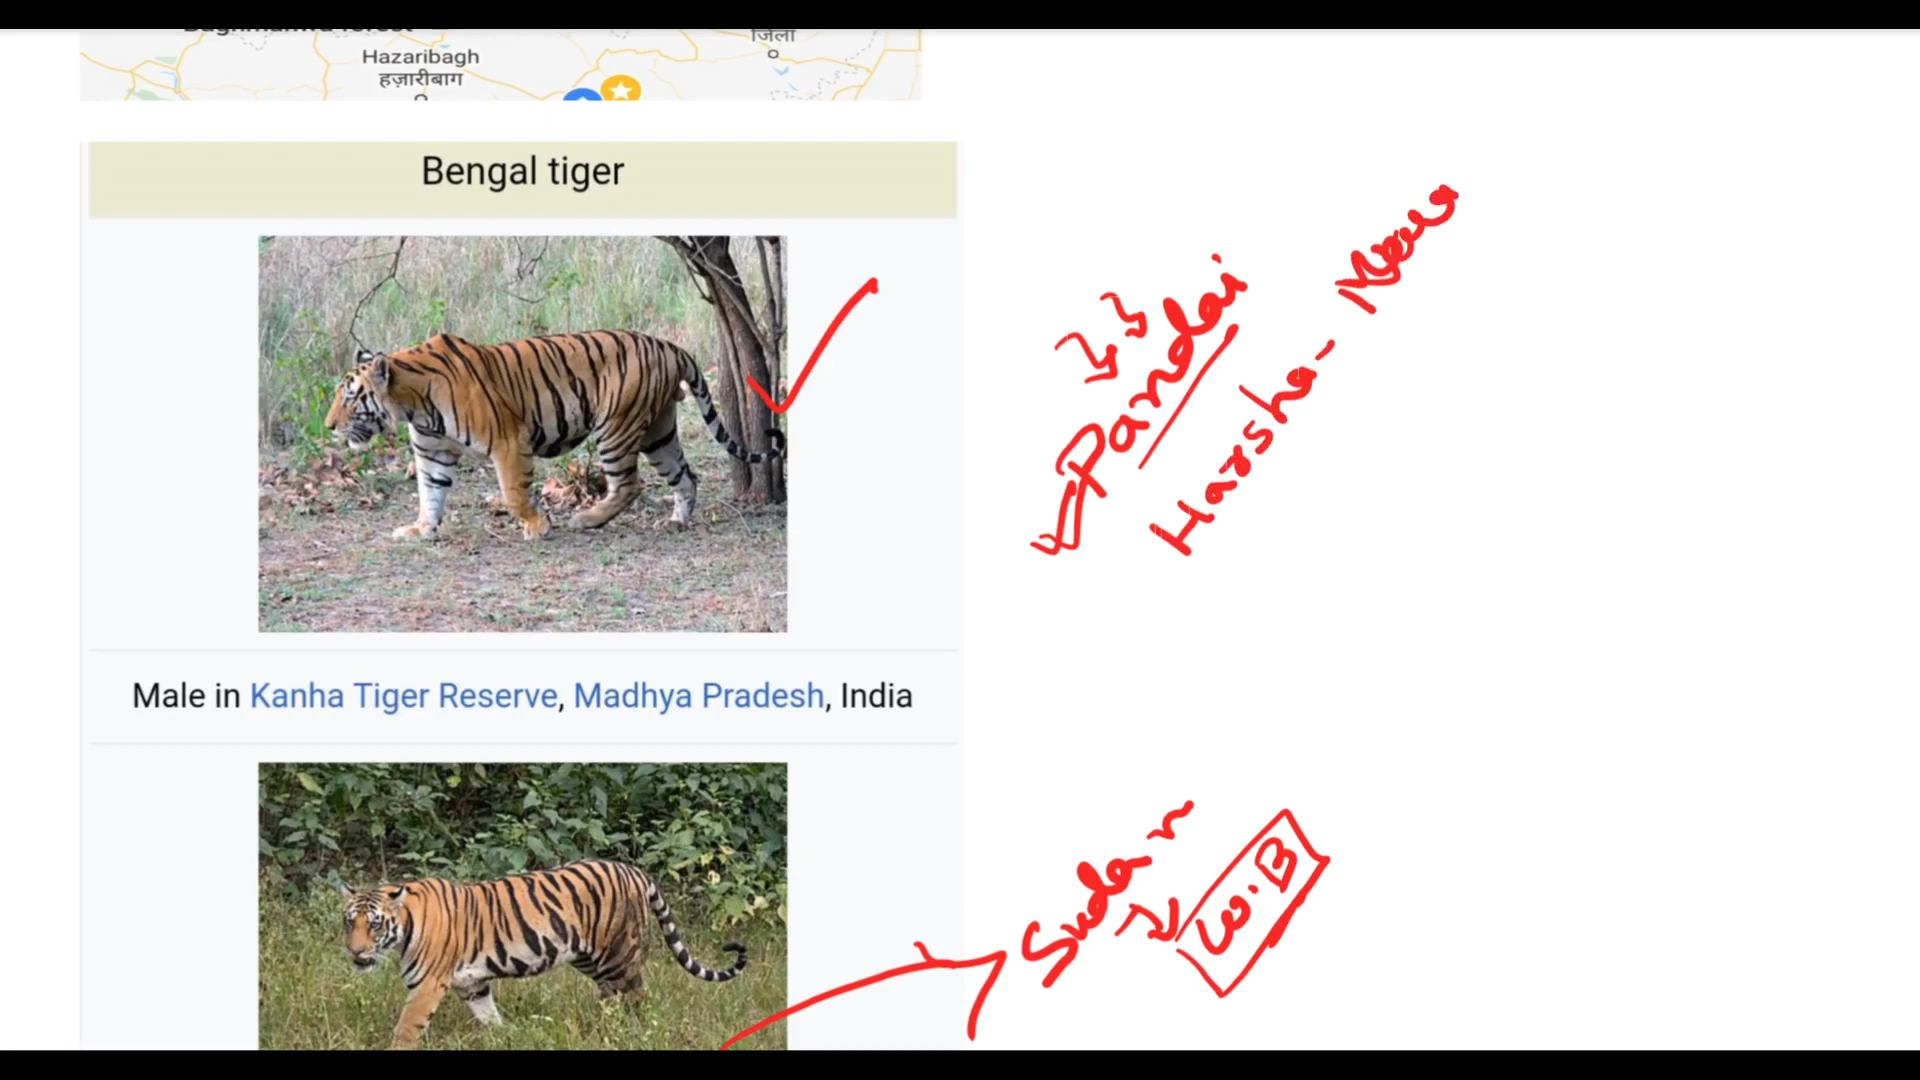 Hazaribagh
हज़ारीबाग
जिला
Bengal tiger
Pandai
Harsha-
Male in Kanha Tiger Reserve, Madhya Pradesh, India
Sudan
W.B